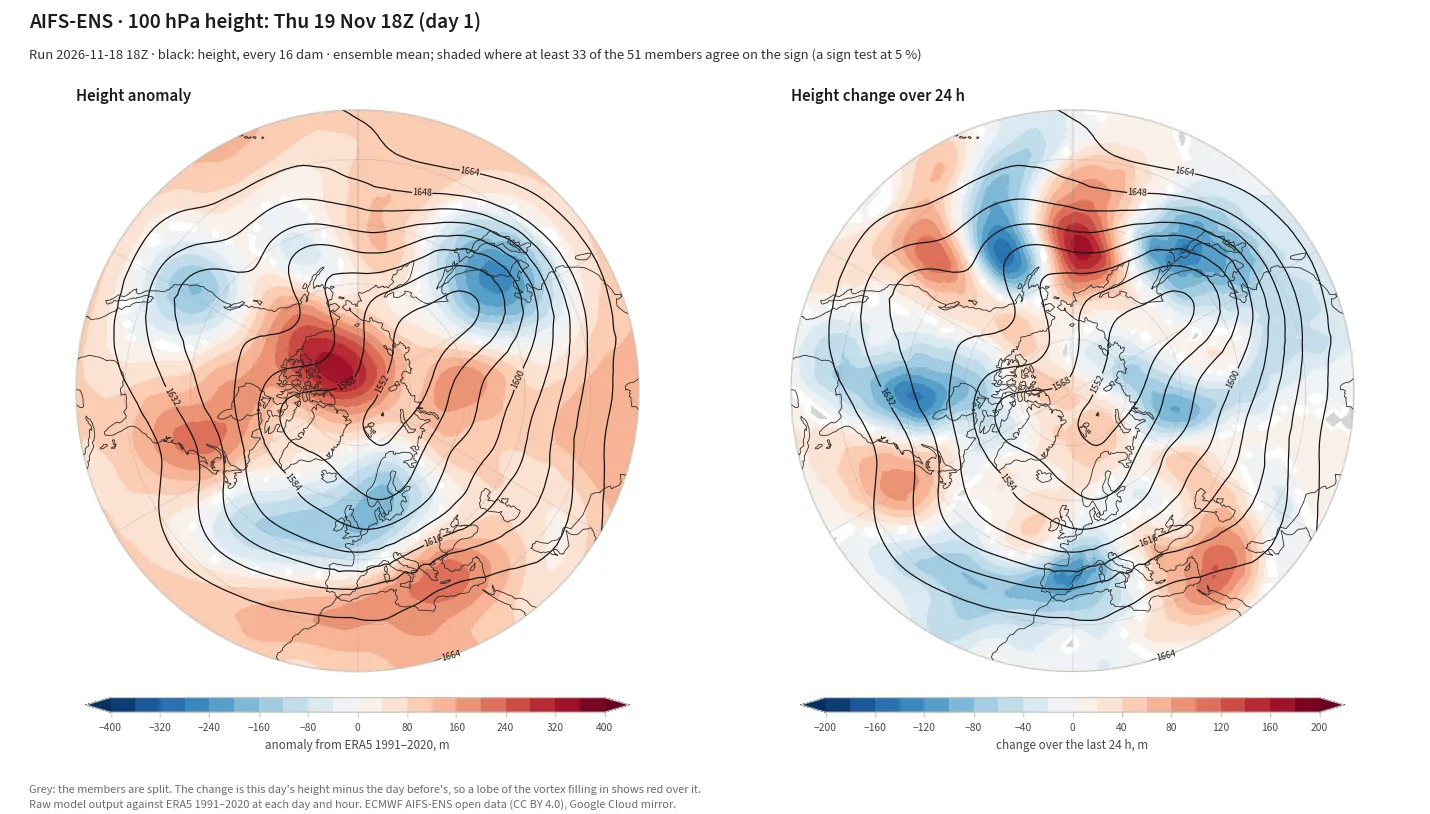 AIFS-ENS · 100 hPa height: Thu 19 Nov 18Z (day 1)
Run 2026-11-18 18Z · black: height, every 16 dam · ensemble mean; shaded where at least 33 of the 51 members agree on the sign (a sign test at 5 %)
Height anomaly
Height change over 24 h
1664
1648
1632
1568
1552
1600
1584
1616
1664
1664
1648
1632
1568
1552
1600
1584
1616
1664
−400 −320 −240 −160 −80 0 80 160 240 320 400
anomaly from ERA5 1991–2020, m
−200 −160 −120 −80 −40 0 40 80 120 160 200
change over the last 24 h, m
Grey: the members are split. The change is this day's height minus the day before's, so a lobe of the vortex filling in shows red over it.
Raw model output against ERA5 1991–2020 at each day and hour. ECMWF AIFS-ENS open data (CC BY 4.0), Google Cloud mirror.